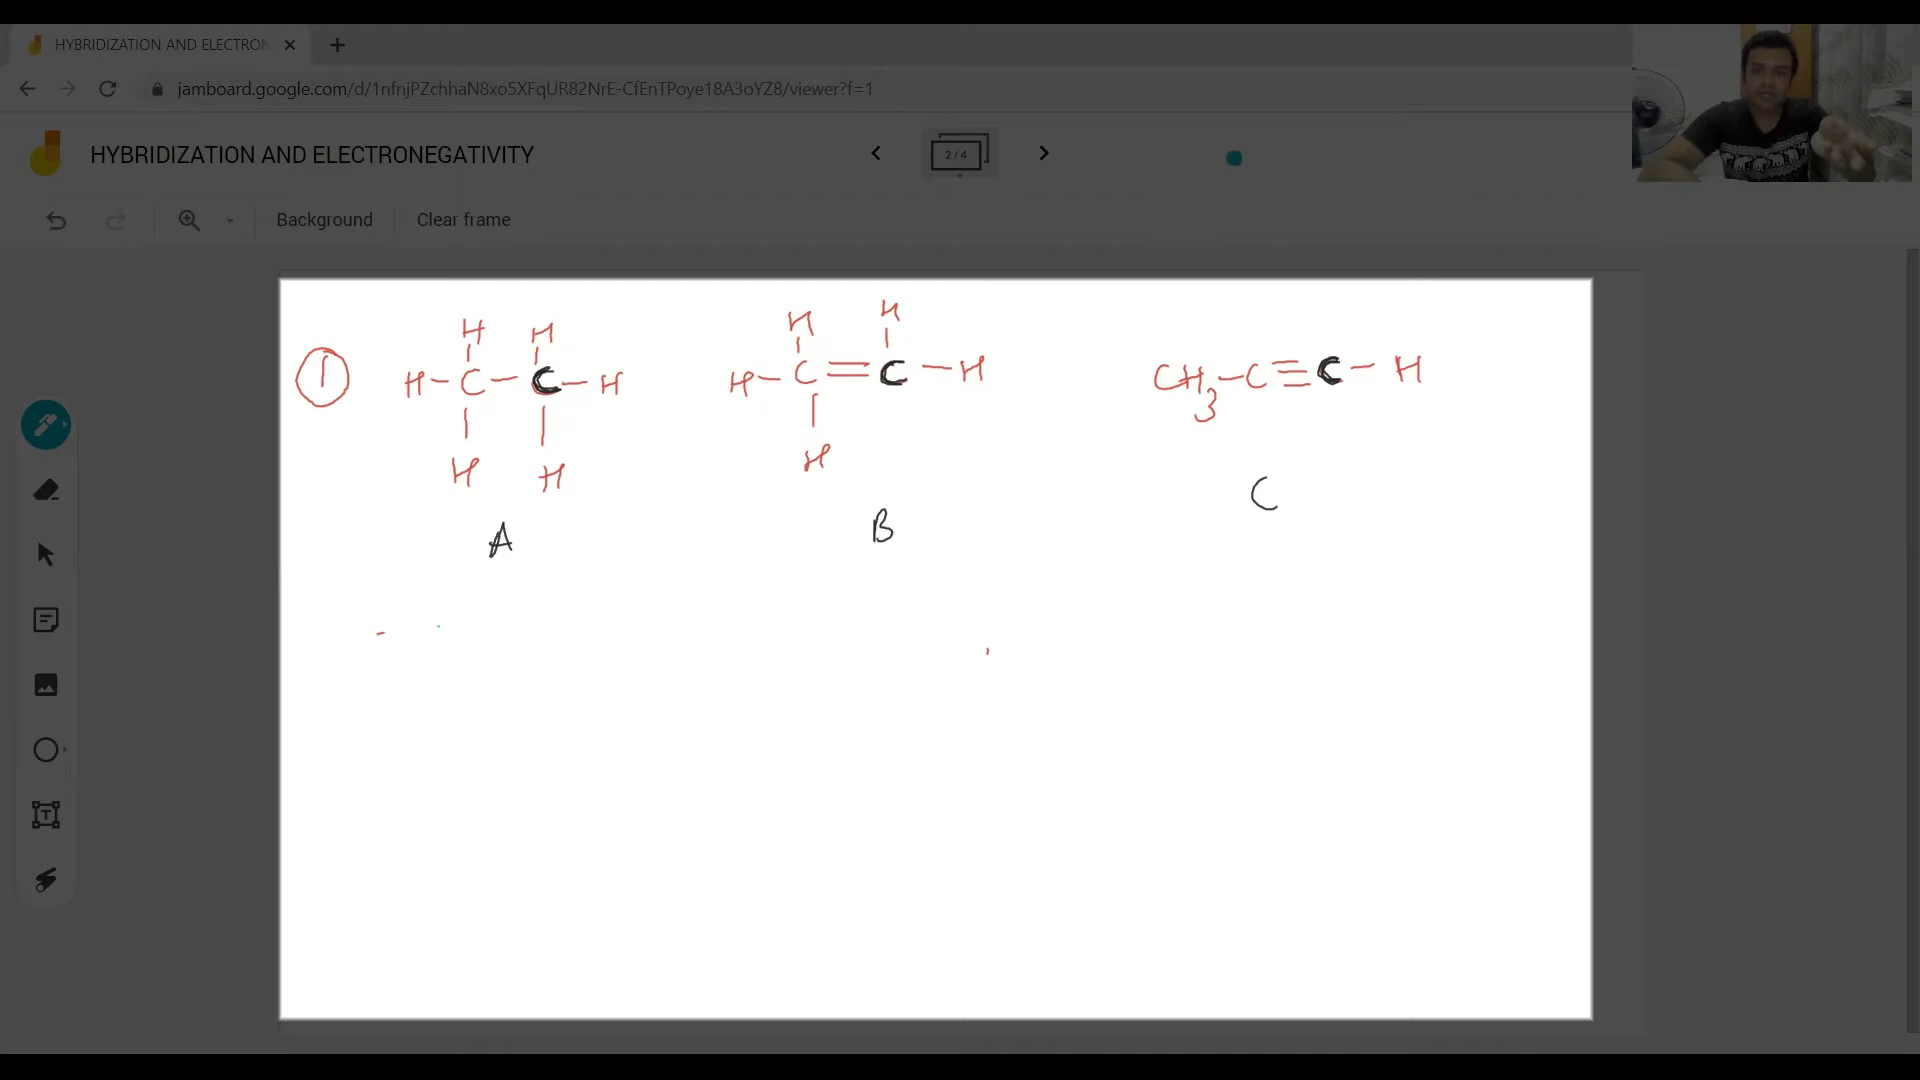 HYBRIDIZATION AND ELECTRON
jamboard.google.com/d/1nfnjPZchhaN8xo5XFqUR82NrE-CfEnTPoye18A3oYZ8/viewer?f=1
HYBRIDIZATION AND ELECTRONEGATIVITY
2 / 4
Background Clear frame
H H H H
1 H-C-C-H H-C=C-H CH3-C≡C-H
H H H
A B C